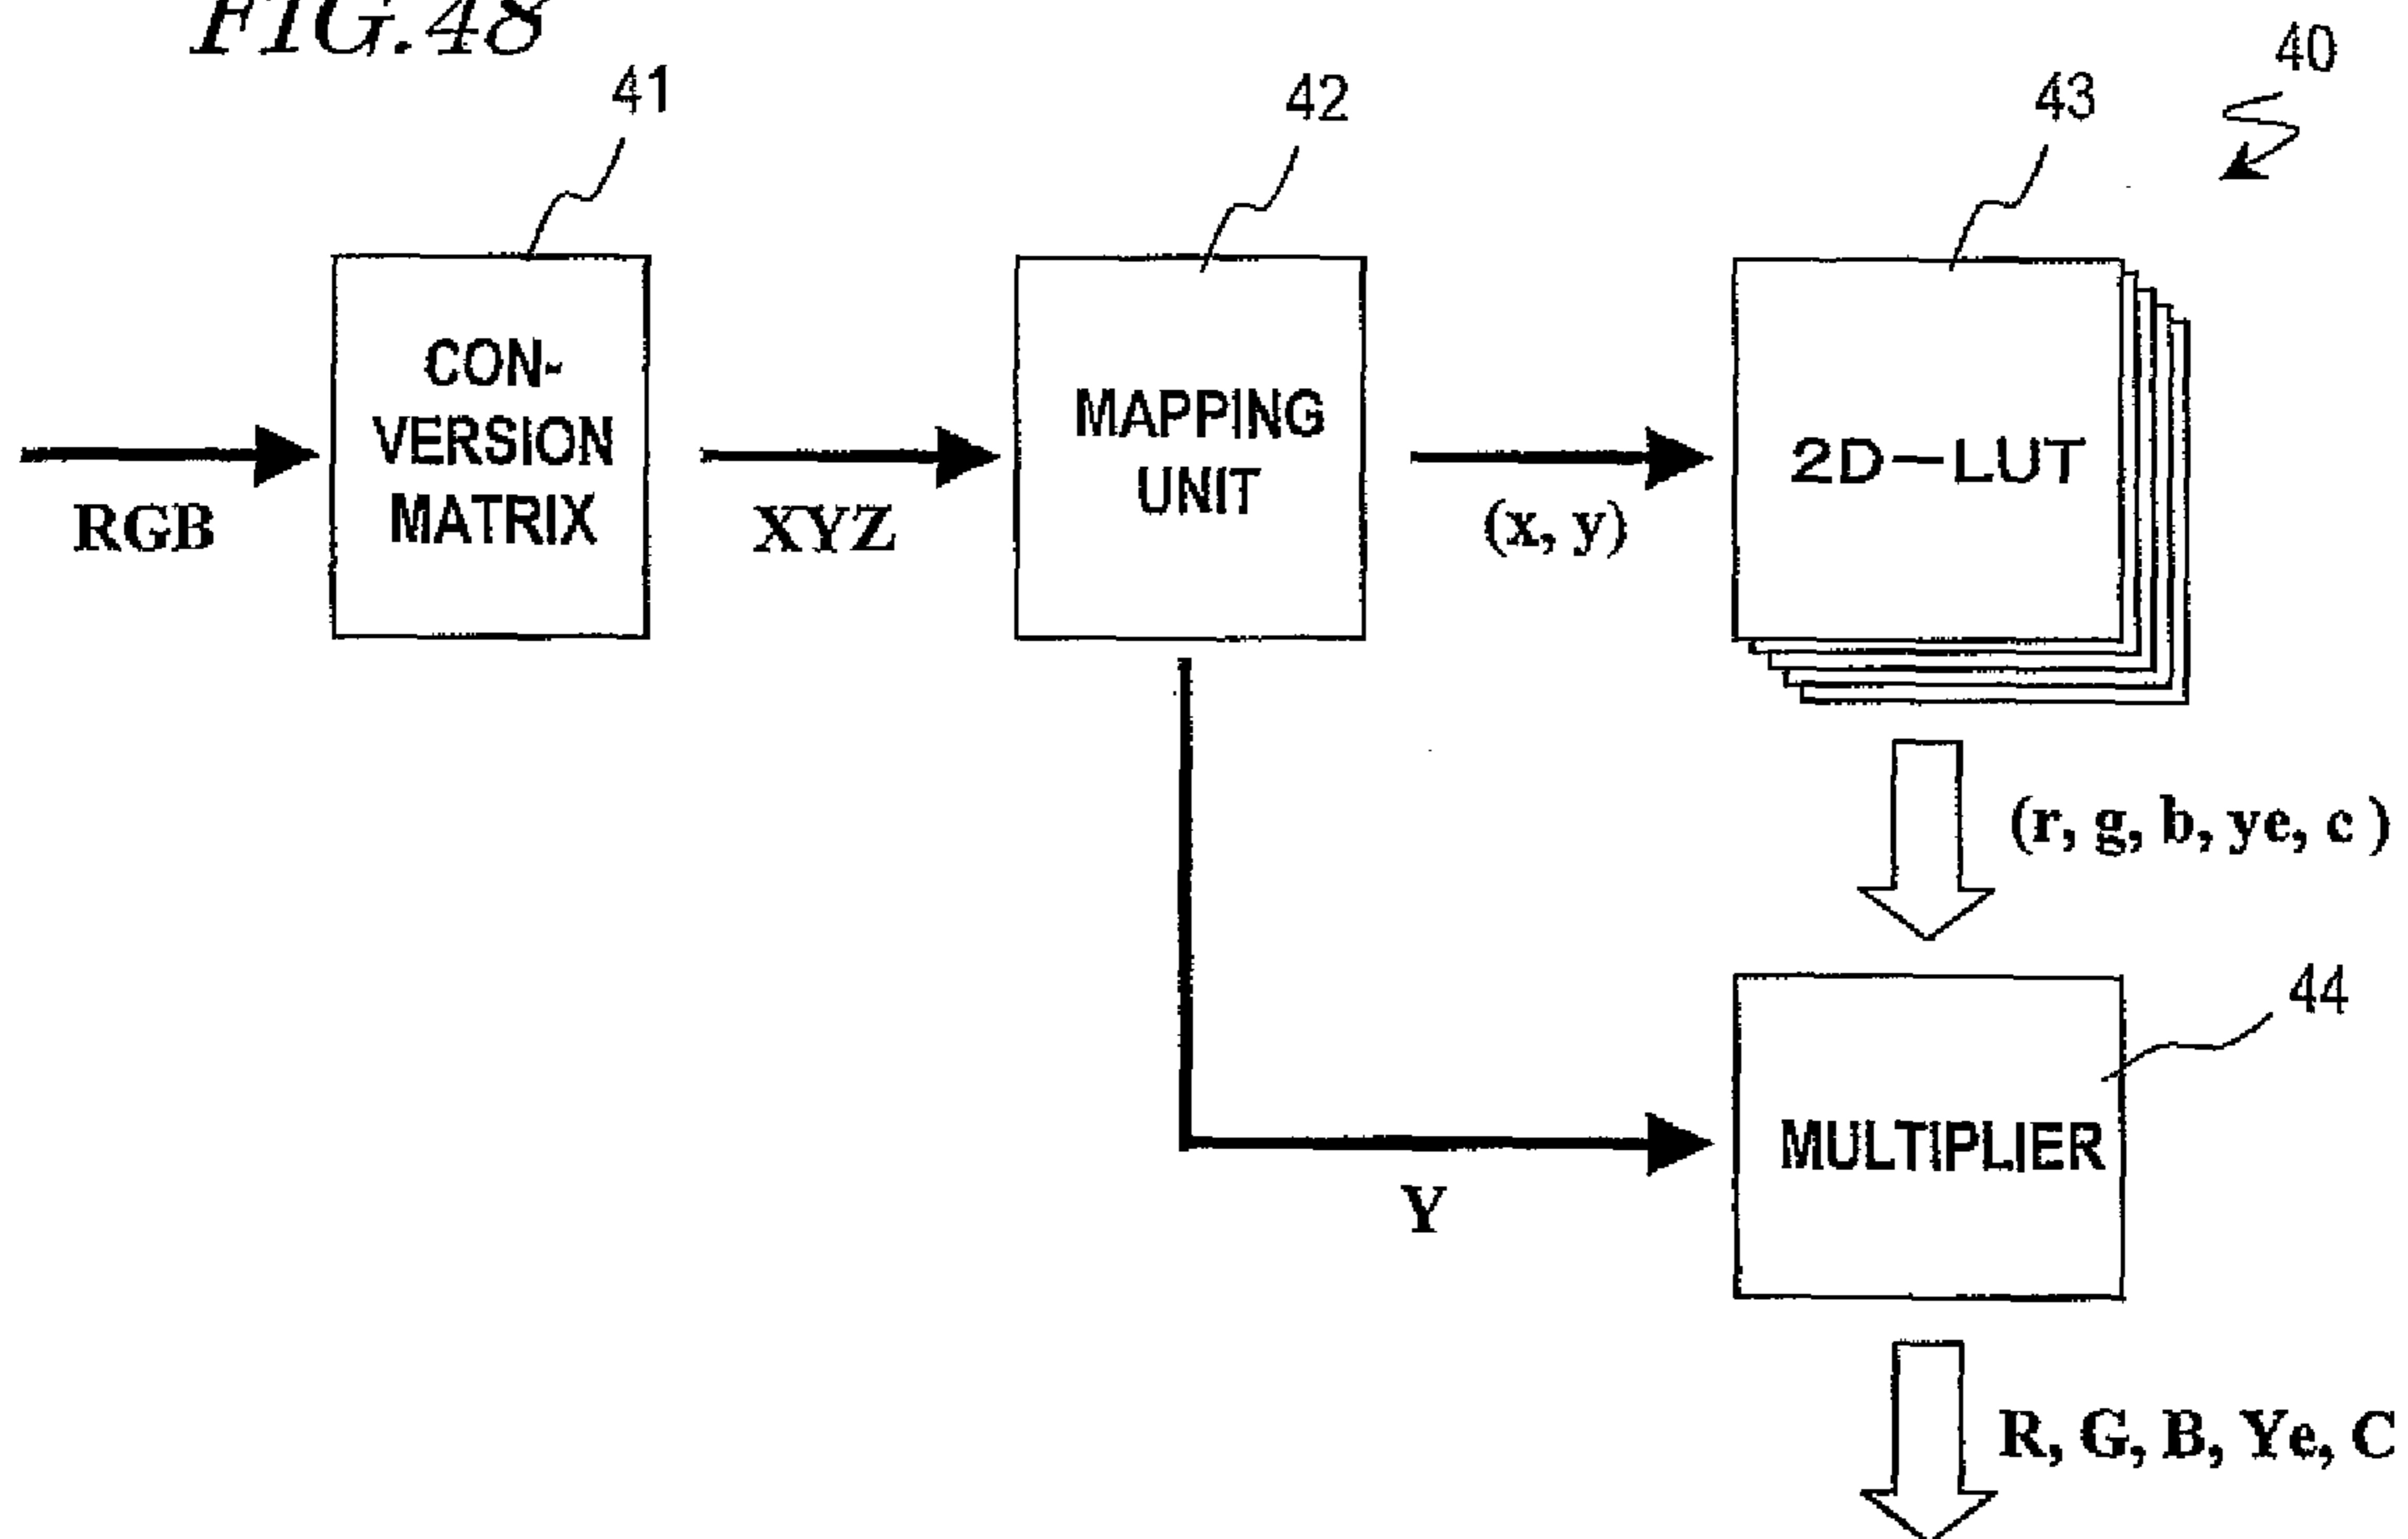 FIG.48
40
41
42
43
CON-
VERSION
MATRIX
MAPPING
UNIT
2D—LUT
RGB
XYZ
(x, y)
(r, g, b, ye, c )
44
MULTIPLIER
Y
R, G, B, Ye, C